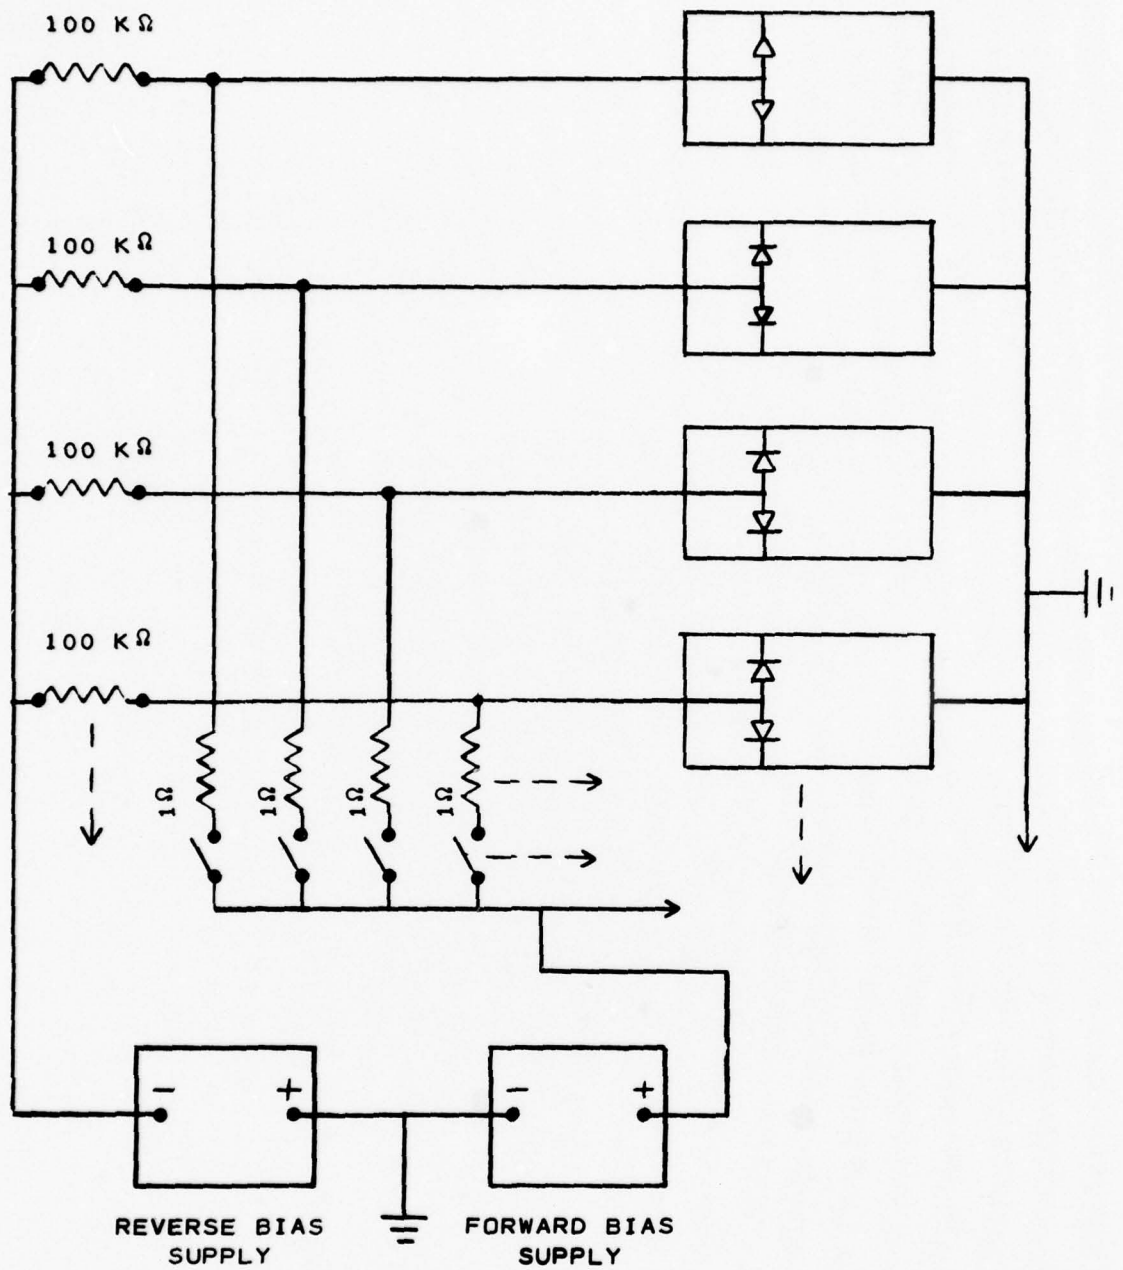 100 KΩ
100 KΩ
100 KΩ
100 KΩ
1Ω
1Ω
1Ω
1Ω
- +
- +
REVERSE BIAS
SUPPLY
FORWARD BIAS
SUPPLY